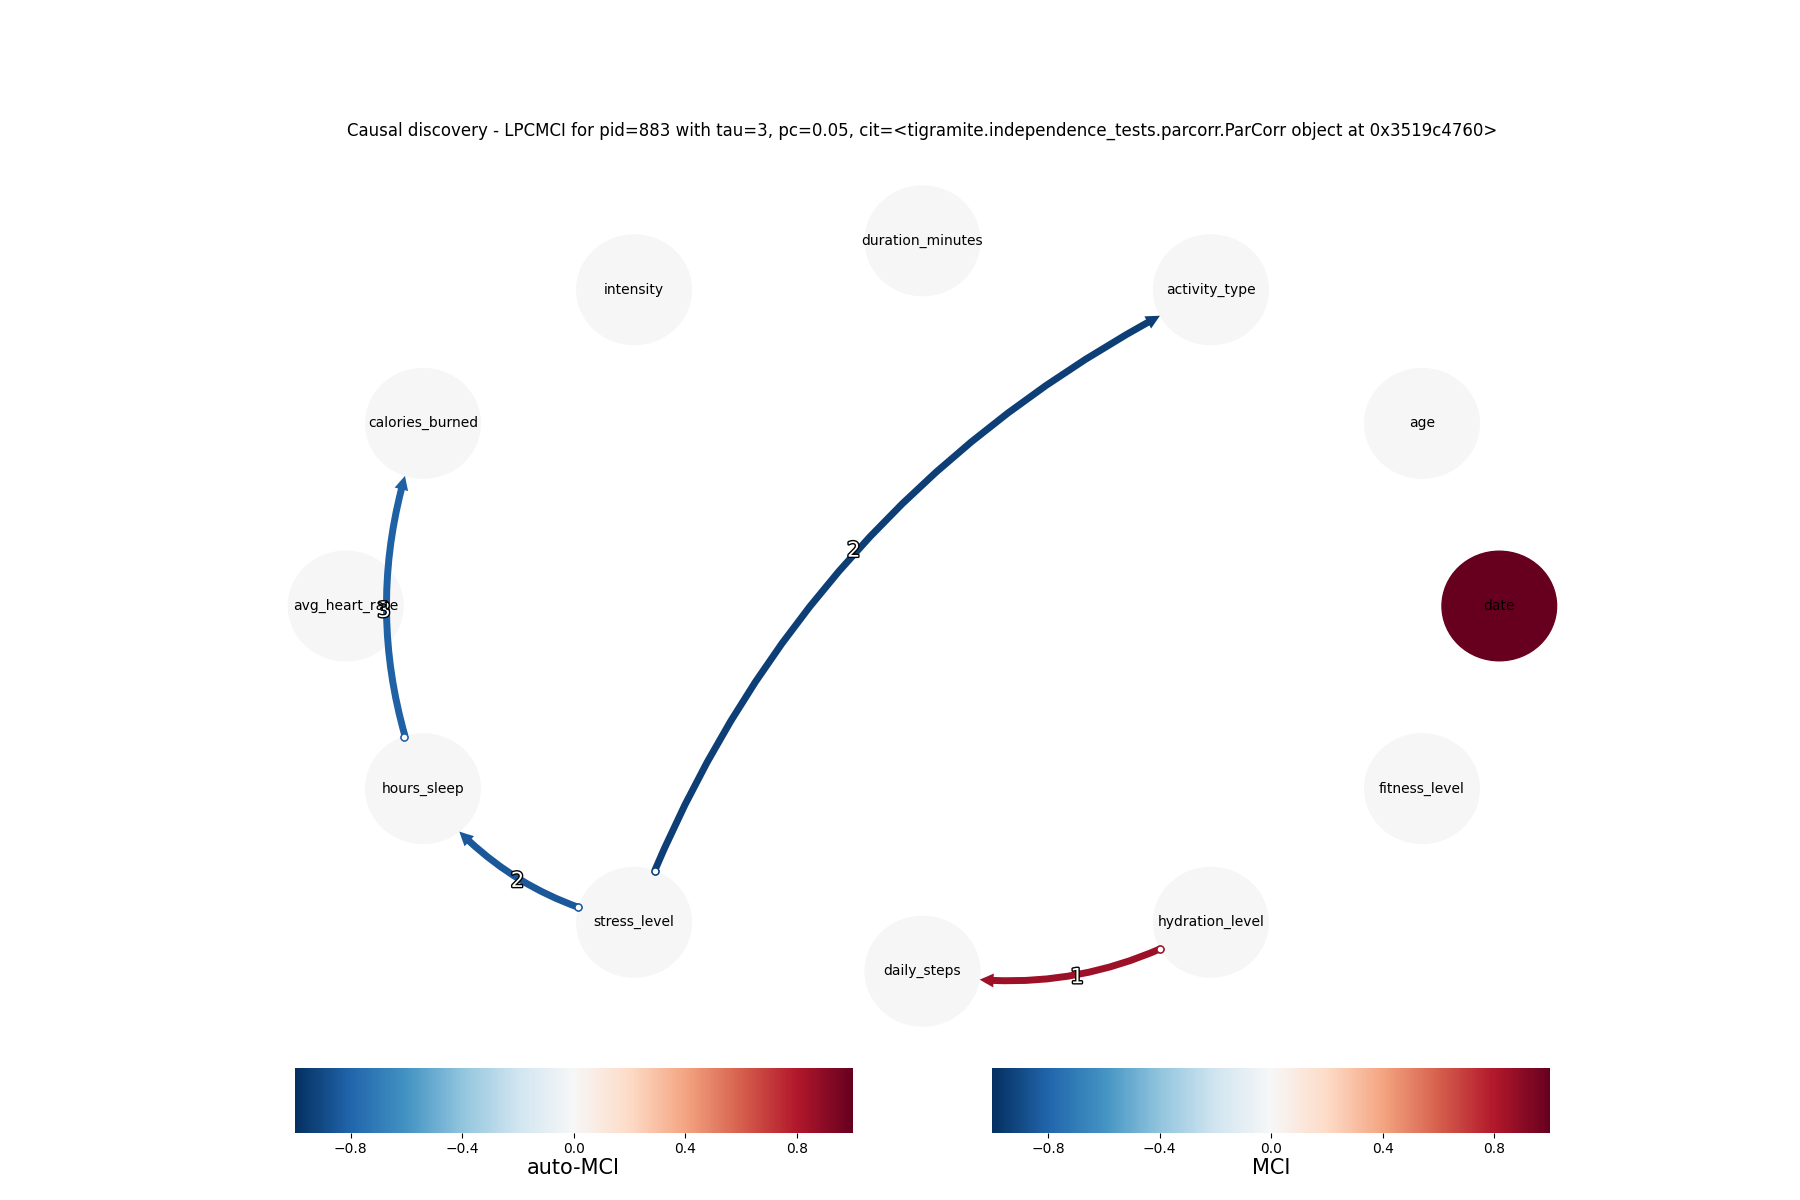 Causal discovery - LPCMCI for pid=883 with tau=3, pc=0.05, cit=<tigramite.independence_tests.parcorr.ParCorr object at 0x3519c4760>
duration_minutes
intensity
activity_type
calories_burned
age
2
avg_heart_rate
3
date
hours_sleep
fitness_level
2
stress_level
hydration_level
daily_steps
1
−0.8 −0.4 0.0 0.4 0.8
auto-MCI
−0.8 −0.4 0.0 0.4 0.8
MCI